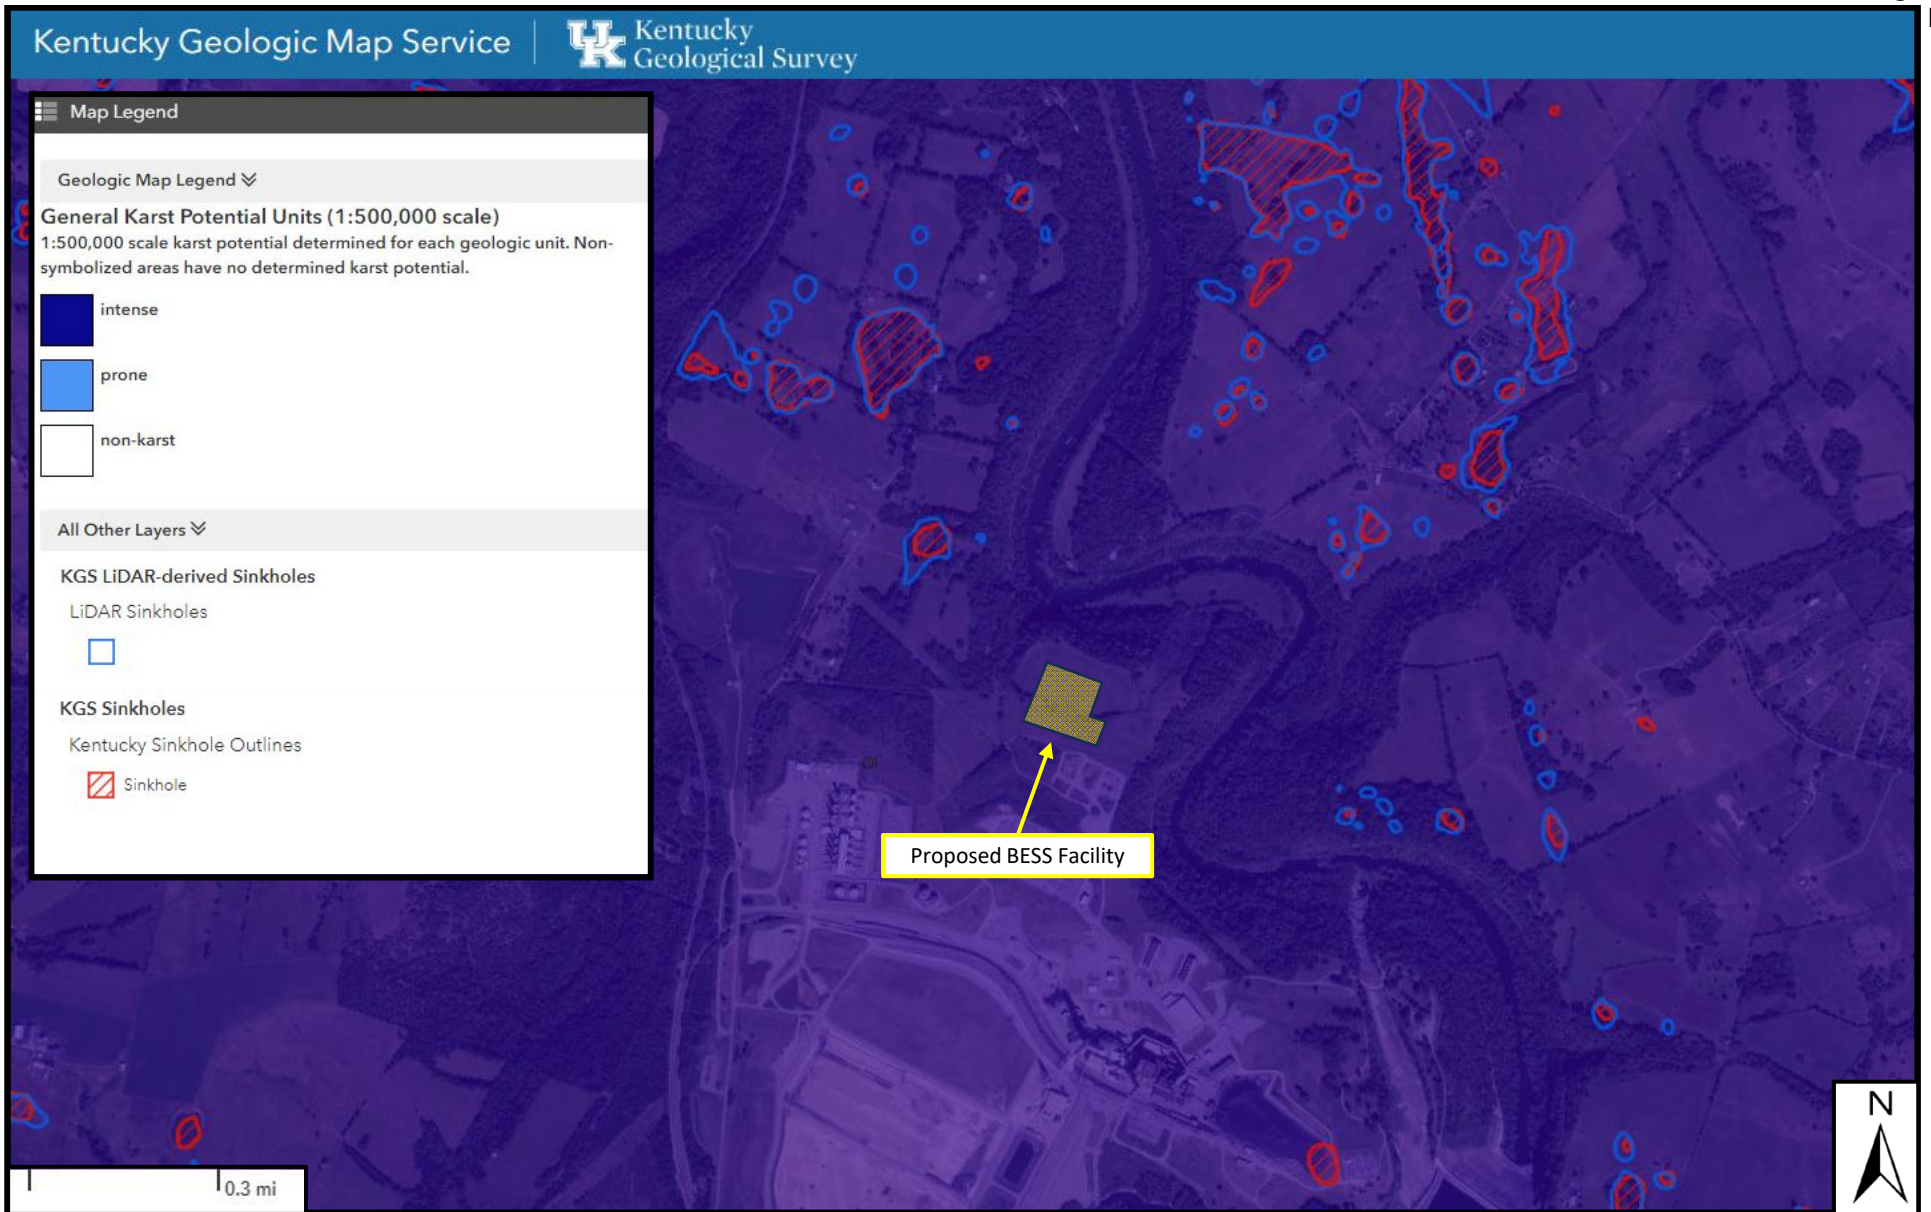 Kentucky Geologic Map Service
UK Kentucky
Geological Survey
Map Legend
Geologic Map Legend
General Karst Potential Units (1:500,000 scale)
1:500,000 scale karst potential determined for each geologic unit. Non-
symbolized areas have no determined karst potential.
intense
prone
non-karst
All Other Layers
KGS LiDAR-derived Sinkholes
LiDAR Sinkholes
KGS Sinkholes
Kentucky Sinkhole Outlines
Sinkhole
Proposed BESS Facility
N
0.3 mi